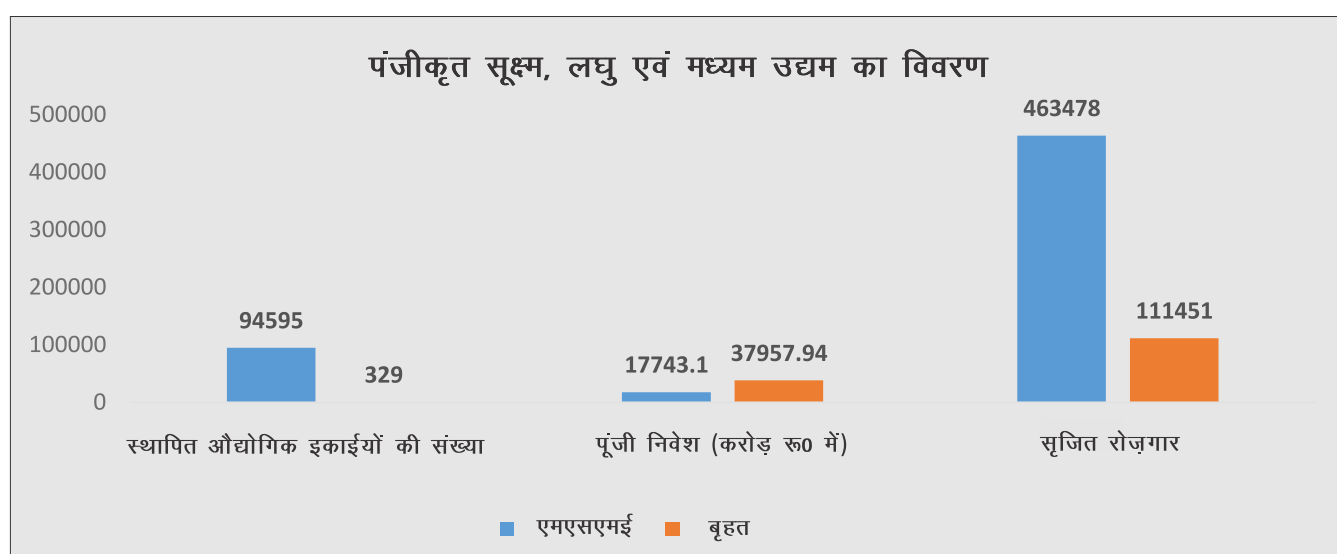 पंजीकृत सूक्ष्म, लघु एवं मध्यम उद्यम का विवरण
500000
400000
300000
200000
100000
0
94595
329
17743.1
37957.94
463478
111451
स्थापित औद्योगिक इकाईयों की संख्या
पूंजी निवेश (करोड़ रू0 में)
सृजित रोज़गार
एमएसएमई
बृहत